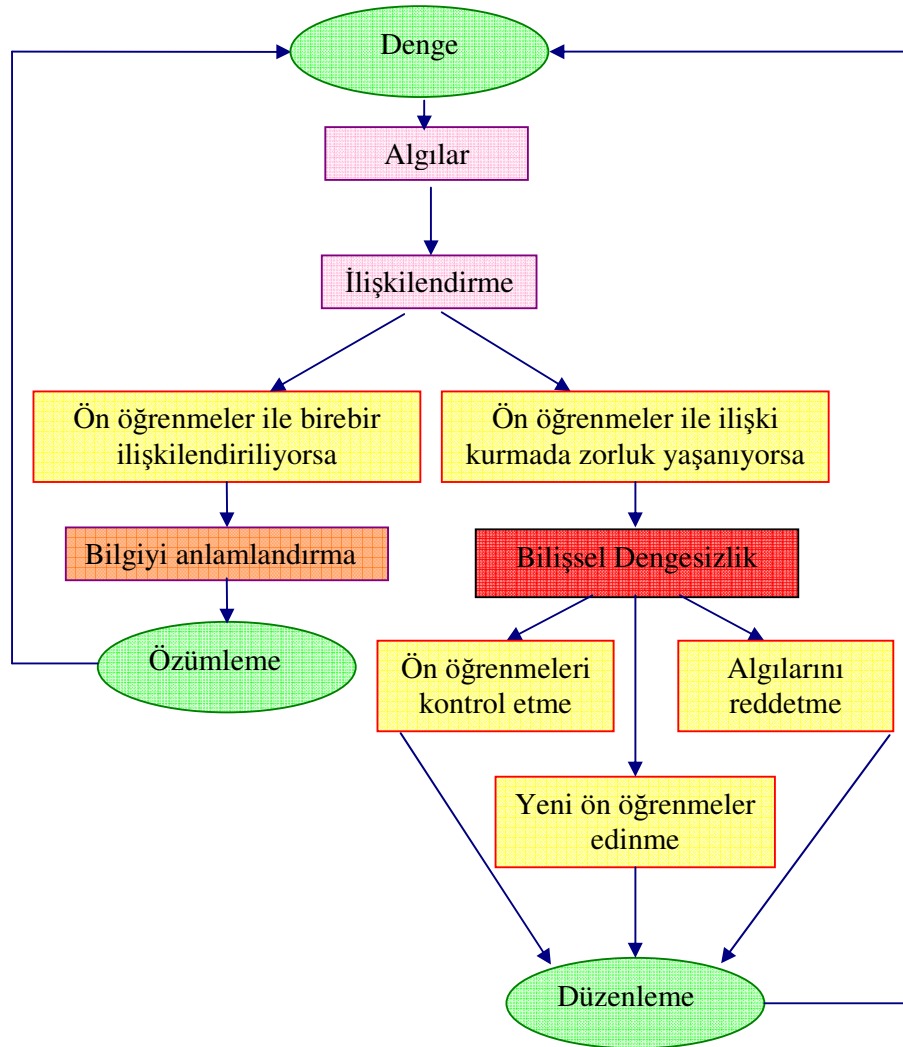 Denge
Algılar
İlişkilendirme
Ön öğrenmeler ile birebir
ilişkilendiriliyorsa
Ön öğrenmeler ile ilişki
kurmada zorluk yaşanıyorsa
Bilgiyi anlamlandırma
Bilişsel Dengesizlik
Özümleme
Ön öğrenmeleri
kontrol etme
Algılarını
reddetme
Yeni ön öğrenmeler
edinme
Düzenleme